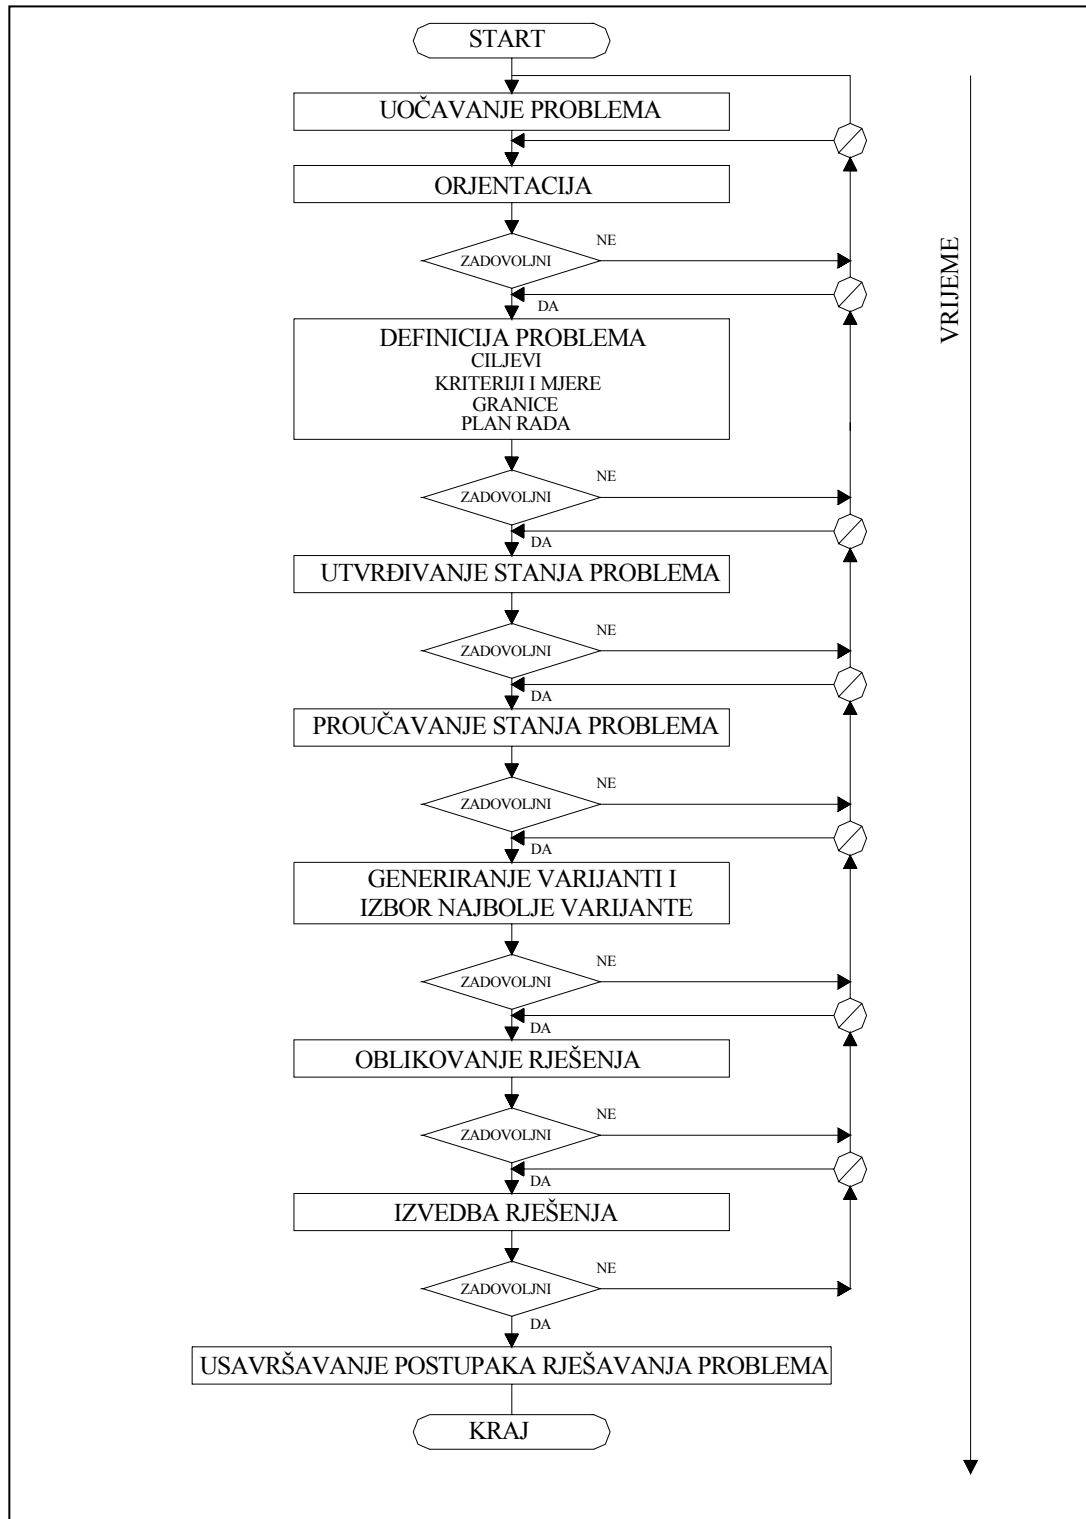 START
UOČAVANJE PROBLEMA
ORJENTACIJA
ZADOVOLJNI
NE
DA
DEFINICIJA PROBLEMA
CILJEVI
KRITERIJI I MJERE
GRANICE
PLAN RADA
ZADOVOLJNI
NE
DA
UTVRĐIVANJE STANJA PROBLEMA
ZADOVOLJNI
NE
DA
PROUČAVANJE STANJA PROBLEMA
ZADOVOLJNI
NE
DA
GENERIRANJE VARIJANTI I
IZBOR NAJBOLJE VARIJANTE
ZADOVOLJNI
NE
DA
OBLIKOVANJE RJEŠENJA
ZADOVOLJNI
NE
DA
IZVEDBA RJEŠENJA
ZADOVOLJNI
NE
DA
USAVRŠAVANJE POSTUPAKA RJEŠAVANJA PROBLEMA
KRAJ
VRIJEME